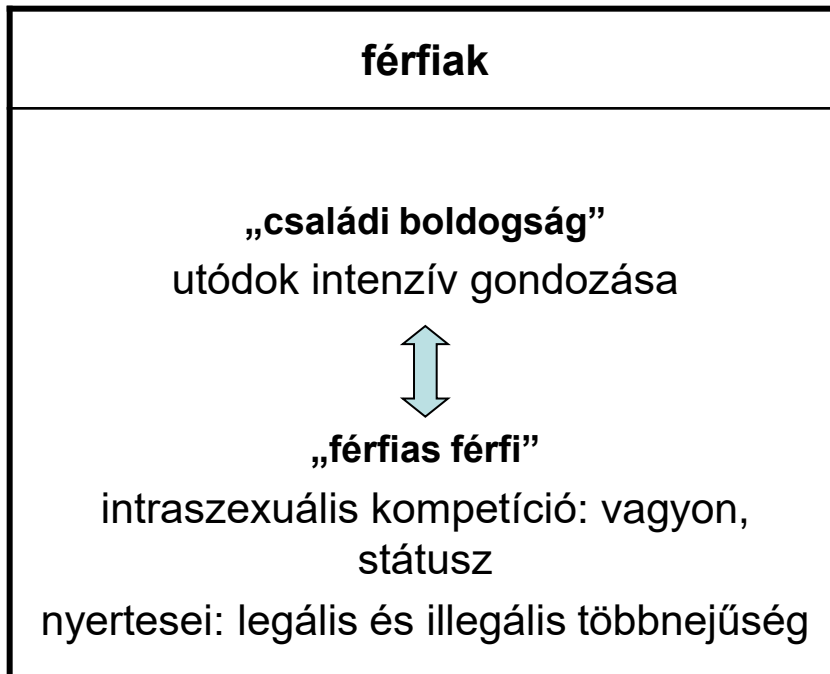 férfiak
„családi boldogság”
utódok intenzív gondozása
„férfias férfi”
intraszexuális kompetíció: vagyon,
státusz
nyertesei: legális és illegális többnejűség